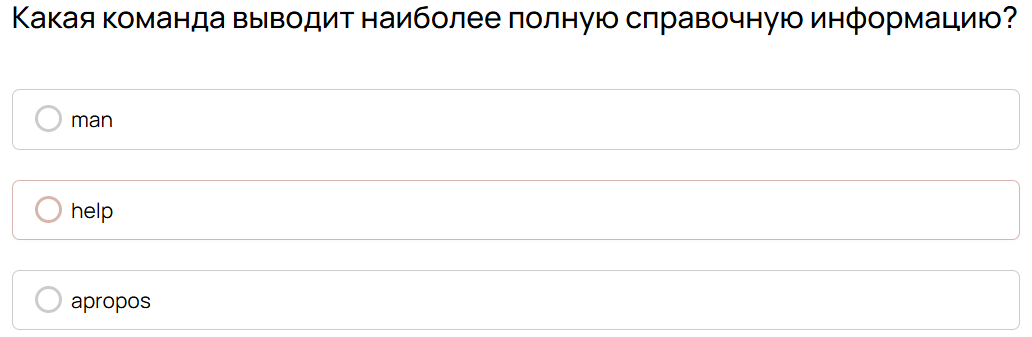 Какая команда выводит наиболее полную справочную информацию?
man
help
apropos